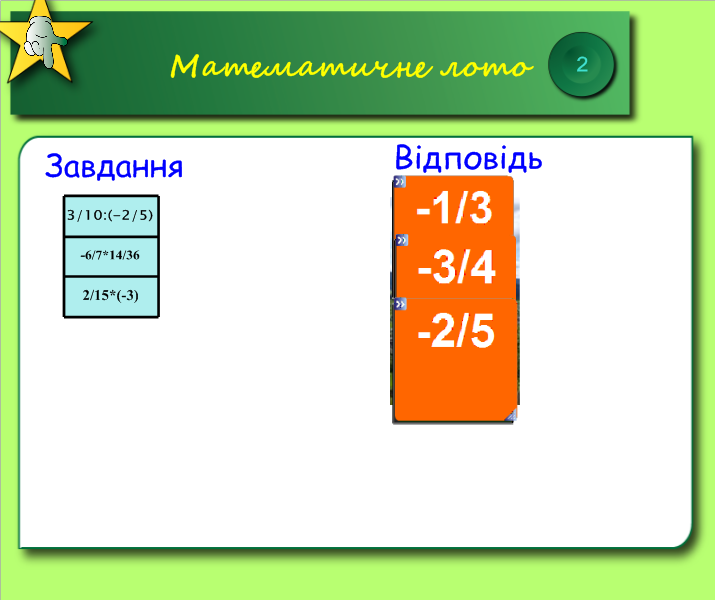 Математичне лото
2
Завдання
3/10:(-2/5)
-6/7*14/36
2/15*(-3)
Відповідь
-1/3
-3/4
-2/5